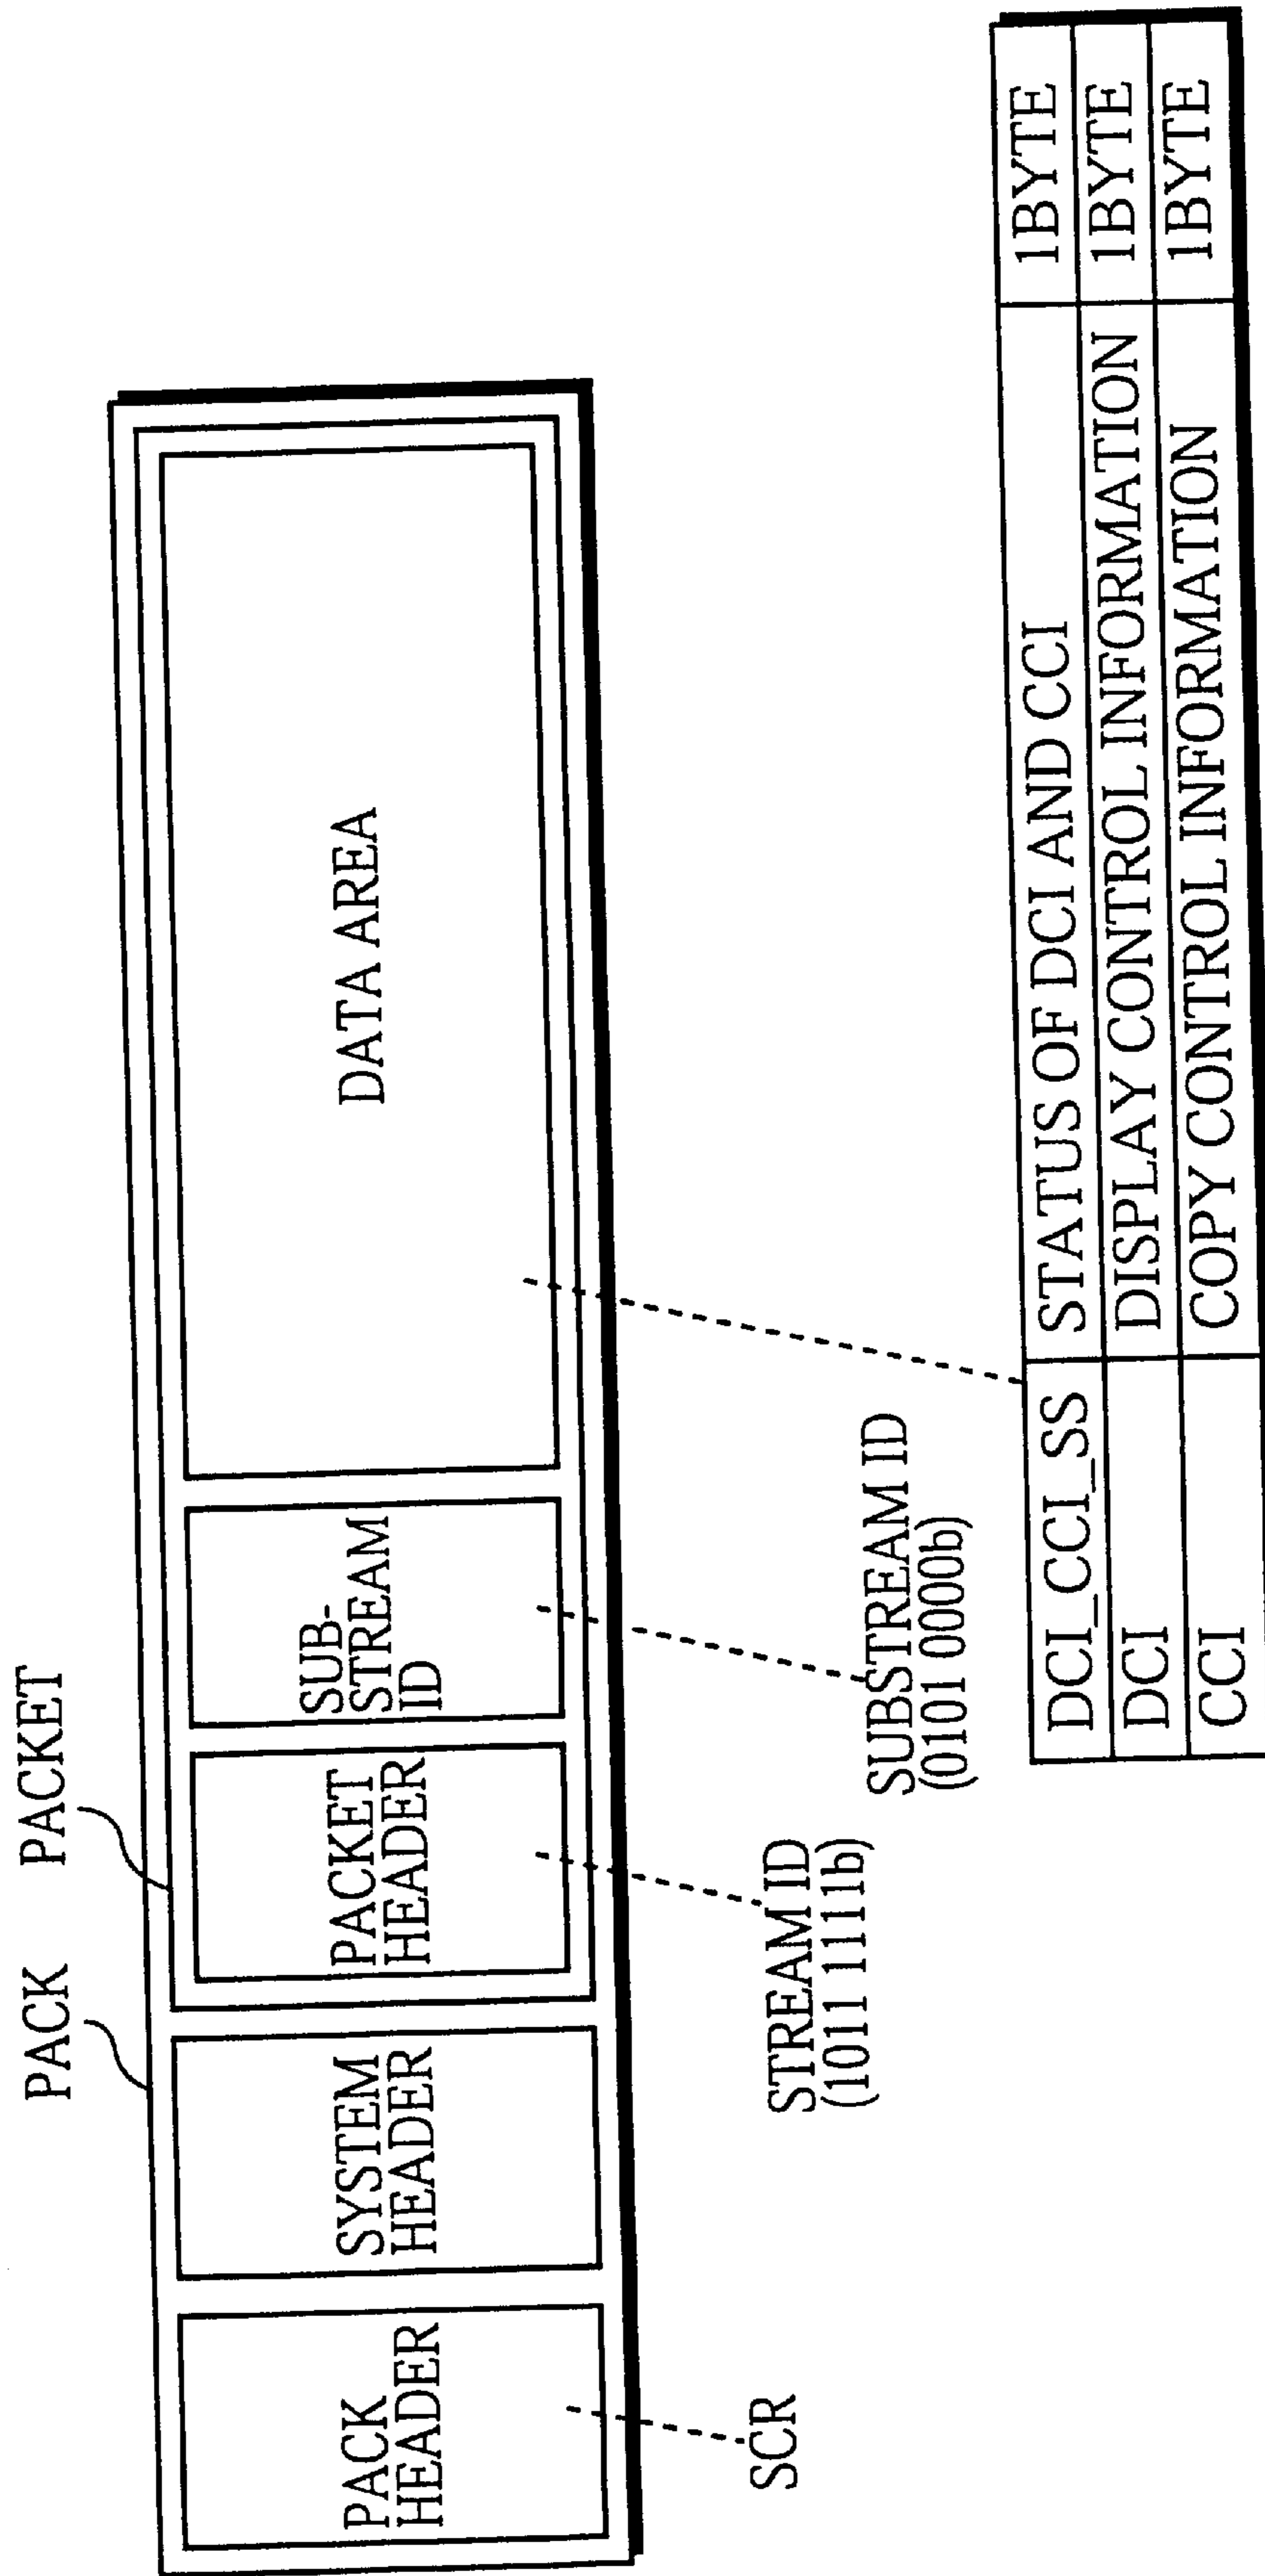 PACK
PACKET
PACK
HEADER
SYSTEM
HEADER
PACKET
HEADER
SUB-
STREAM
ID
DATA AREA
SCR
STREAM ID
(1011 1111b)
SUBSTREAM ID
(0101 0000b)
DCI_CCI_SS STATUS OF DCI AND CCI 1BYTE
DCI DISPLAY CONTROL INFORMATION 1BYTE
CCI COPY CONTROL INFORMATION 1BYTE